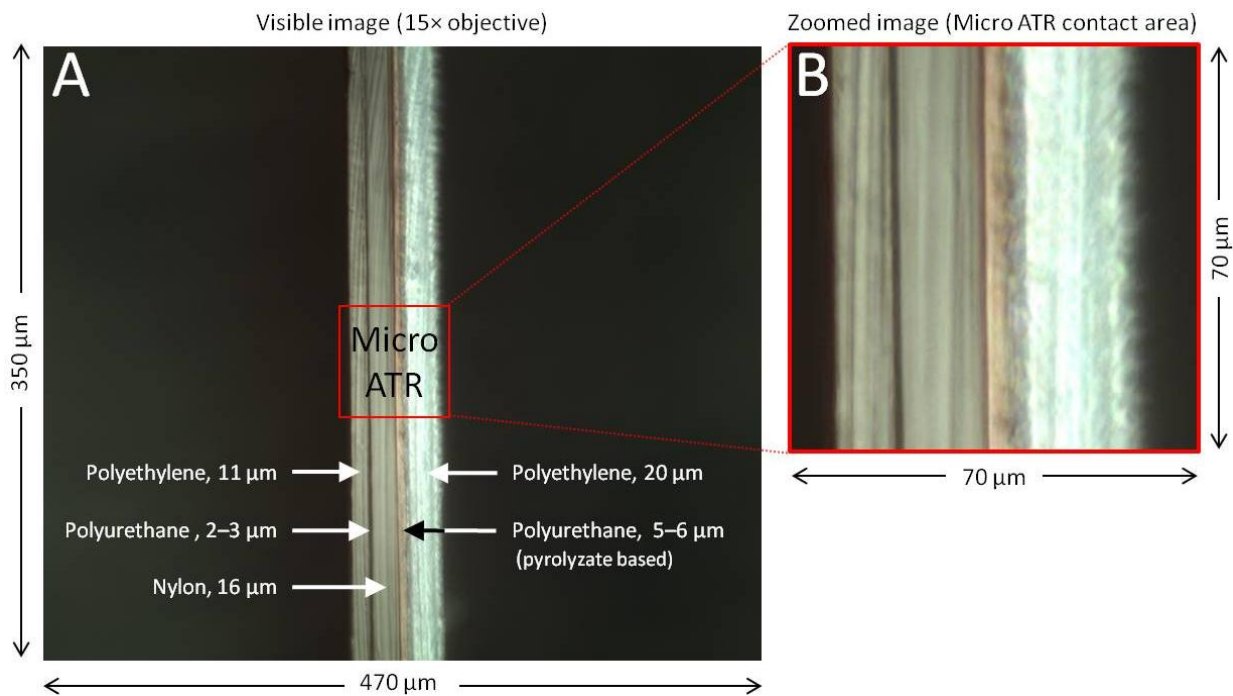 Visible image (15× objective)
Zoomed image (Micro ATR contact area)
A
B
350 µm
Micro
ATR
70 µm
70 µm
Polyethylene, 11 µm
Polyethylene, 20 µm
Polyurethane , 2–3 µm
Polyurethane,  5–6 µm
(pyrolyzate based)
Nylon, 16 µm
470 µm